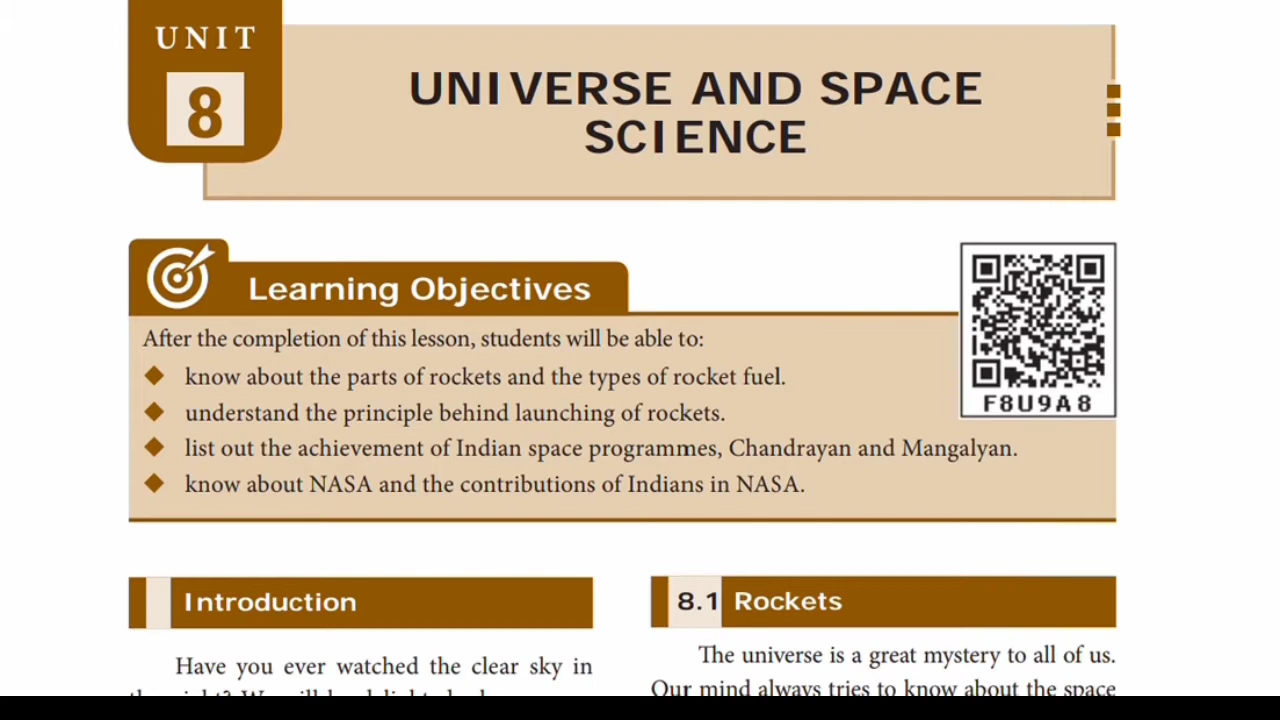 UNIT
8
UNIVERSE AND SPACE
SCIENCE
Learning Objectives
After the completion of this lesson, students will be able to:
know about the parts of rockets and the types of rocket fuel.
understand the principle behind launching of rockets.
list out the achievement of Indian space programmes, Chandrayan and Mangalyan.
know about NASA and the contributions of Indians in NASA.
F8U9A8
Introduction
Have you ever watched the clear sky in
8.1 Rockets
The universe is a great mystery to all of us.
Our mind always tries to know about the space